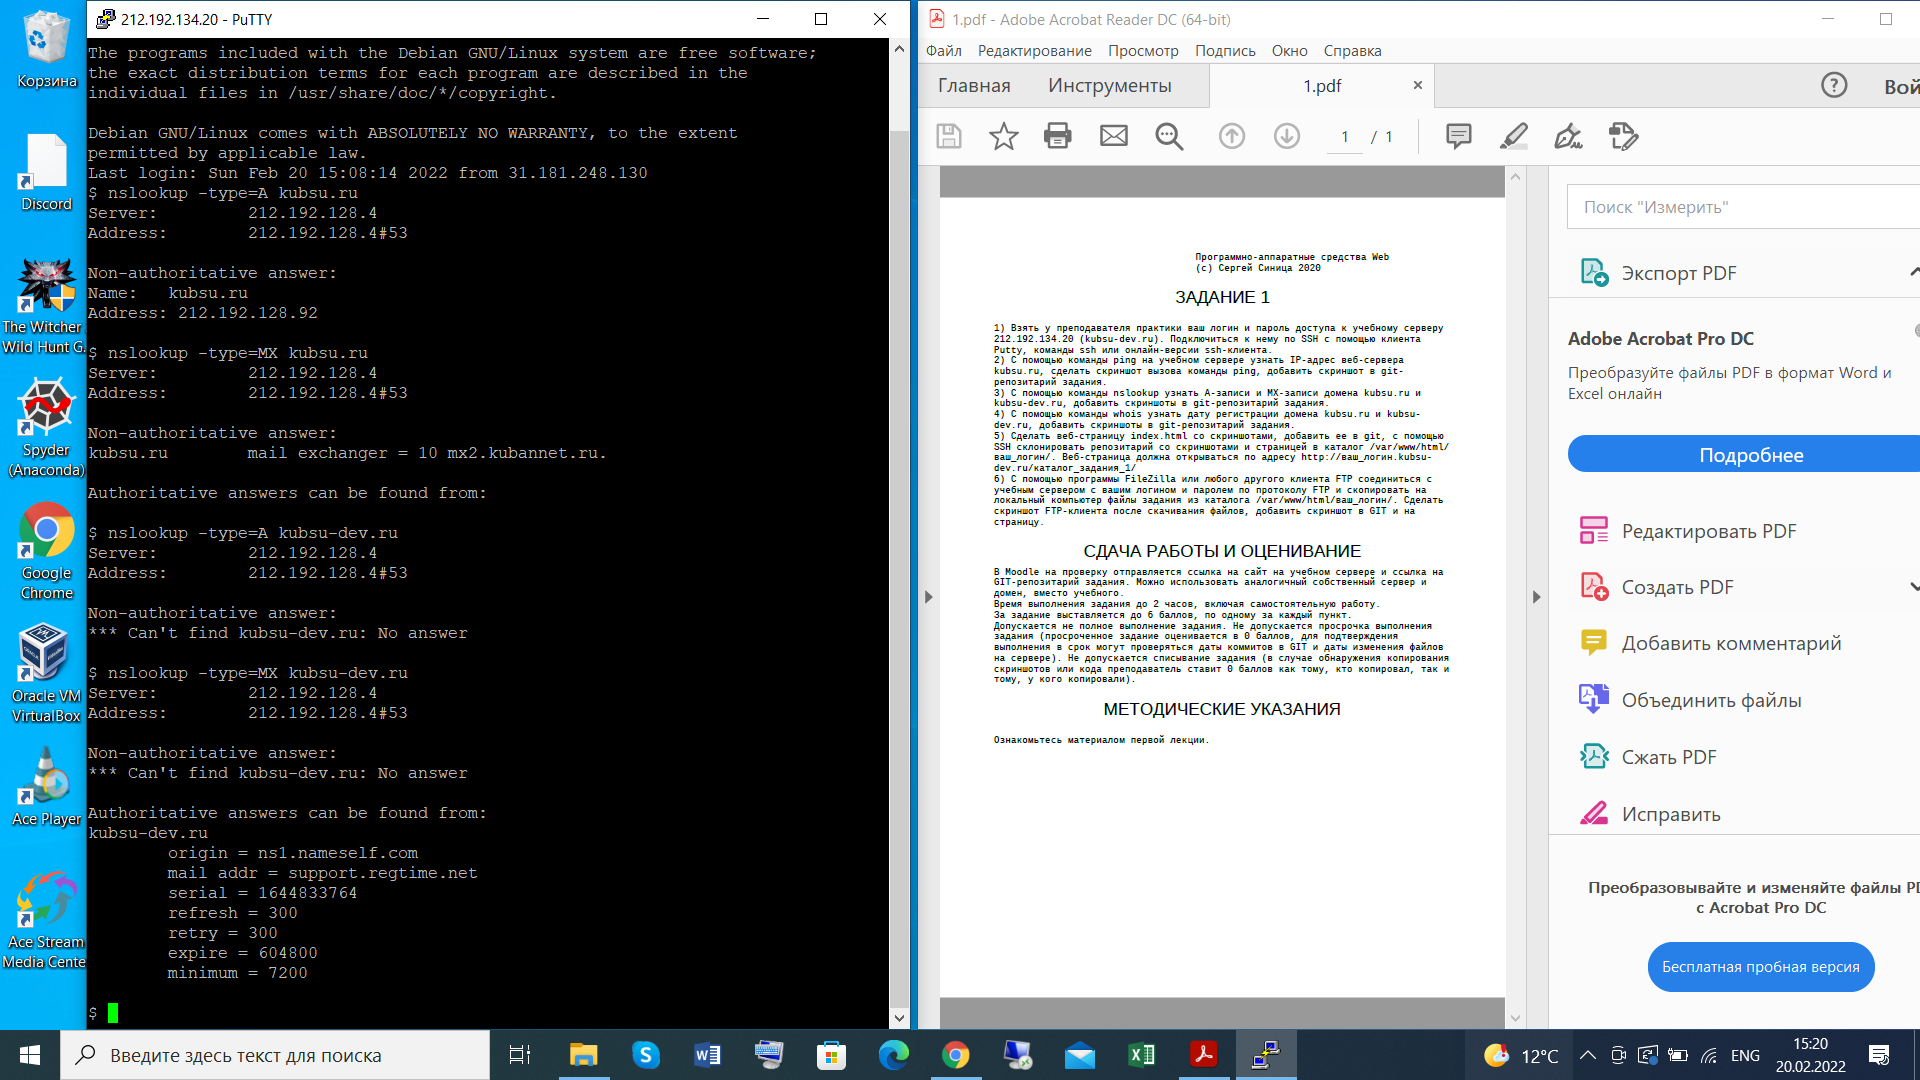 Корзина
Discord
The Witcher
Wild Hunt G.
Spyder
(Anaconda)
Google
Chrome
Oracle VM
VirtualBox
Ace Player
Ace Stream
Media Cente
212.192.134.20 - PuTTY
The programs included with the Debian GNU/Linux system are free software;
the exact distribution terms for each program are described in the
individual files in /usr/share/doc/*/copyright.
Debian GNU/Linux comes with ABSOLUTELY NO WARRANTY, to the extent
permitted by applicable law.
Last login: Sun Feb 20 15:08:14 2022 from 31.181.248.130
$ nslookup -type=A kubsu.ru
Server: 212.192.128.4
Address: 212.192.128.4#53
Non-authoritative answer:
Name: kubsu.ru
Address: 212.192.128.92
$ nslookup -type=MX kubsu.ru
Server: 212.192.128.4
Address: 212.192.128.4#53
Non-authoritative answer:
kubsu.ru mail exchanger = 10 mx2.kubannet.ru.
Authoritative answers can be found from:
$ nslookup -type=A kubsu-dev.ru
Server: 212.192.128.4
Address: 212.192.128.4#53
Non-authoritative answer:
*** Can't find kubsu-dev.ru: No answer
$ nslookup -type=MX kubsu-dev.ru
Server: 212.192.128.4
Address: 212.192.128.4#53
Non-authoritative answer:
*** Can't find kubsu-dev.ru: No answer
Authoritative answers can be found from:
kubsu-dev.ru
origin = ns1.nameself.com
mail addr = support.regtime.net
serial = 1644833764
refresh = 300
retry = 300
expire = 604800
minimum = 7200
$
1.pdf - Adobe Acrobat Reader DC (64-bit)
Файл Редактирование Просмотр Подпись Окно Справка
Главная Инструменты 1.pdf × ? Вой
1 / 1
Программно-аппаратные средства Web
(с) Сергей Синица 2020
ЗАДАНИЕ 1
1) Взять у преподавателя практики ваш логин и пароль доступа к учебному серверу
212.192.134.20 (kubsu-dev.ru). Подключиться к нему по SSH с помощью клиента
Putty, команды ssh или онлайн-версии ssh-клиента.
2) С помощью команды ping на учебном сервере узнать IP-адрес веб-сервера
kubsu.ru, сделать скриншот вызова команды ping, добавить скриншот в git-
репозитарий задания.
3) С помощью команды nslookup узнать A-записи и MX-записи домена kubsu.ru и
kubsu-dev.ru, добавить скриншоты в git-репозитарий задания.
4) С помощью команды whois узнать дату регистрации домена kubsu.ru и kubsu-
dev.ru, добавить скриншоты в git-репозитарий задания.
5) Сделать веб-страницу index.html со скриншотами, добавить ее в git, с помощью
SSH склонировать репозитарий со скриншотами и страницей в каталог /var/www/html/
ваш_логин/. Веб-страница должна открываться по адресу http://ваш_логин.kubsu-
dev.ru/каталог_задания_1/
6) С помощью программы FileZilla или любого другого клиента FTP соединиться с
учебным сервером с вашим логином и паролем по протоколу FTP и скопировать на
локальный компьютер файлы задания из каталога /var/www/html/ваш_логин/. Сделать
скриншот FTP-клиента после скачивания файлов, добавить скриншот в GIT и на
страницу.
СДАЧА РАБОТЫ И ОЦЕНИВАНИЕ
В Moodle на проверку отправляется ссылка на сайт на учебном сервере и ссылка на
GIT-репозитарий задания. Можно использовать аналогичный собственный сервер и
домен, вместо учебного.
Время выполнения задания до 2 часов, включая самостоятельную работу.
За задание выставляется до 6 баллов, по одному за каждый пункт.
Допускается не полное выполнение задания. Не допускается просрочка выполнения
задания (просроченное задание оценивается в 0 баллов, для подтверждения
выполнения в срок могут проверяться даты коммитов в GIT и даты изменения файлов
на сервере). Не допускается списывание задания (в случае обнаружения копирования
скриншотов или кода преподаватель ставит 0 баллов как тому, кто копировал, так и
тому, у кого копировали).
МЕТОДИЧЕСКИЕ УКАЗАНИЯ
Ознакомьтесь материалом первой лекции.
Поиск "Измерить"
Экспорт PDF
Adobe Acrobat Pro DC
Преобразуйте файлы PDF в формат Word и
Excel онлайн
Подробнее
Редактировать PDF
Создать PDF
Добавить комментарий
Объединить файлы
Сжать PDF
Исправить
Преобразовывайте и изменяйте файлы PD
с Acrobat Pro DC
Бесплатная пробная версия
Введите здесь текст для поиска
12°C
ENG
15:20
20.02.2022